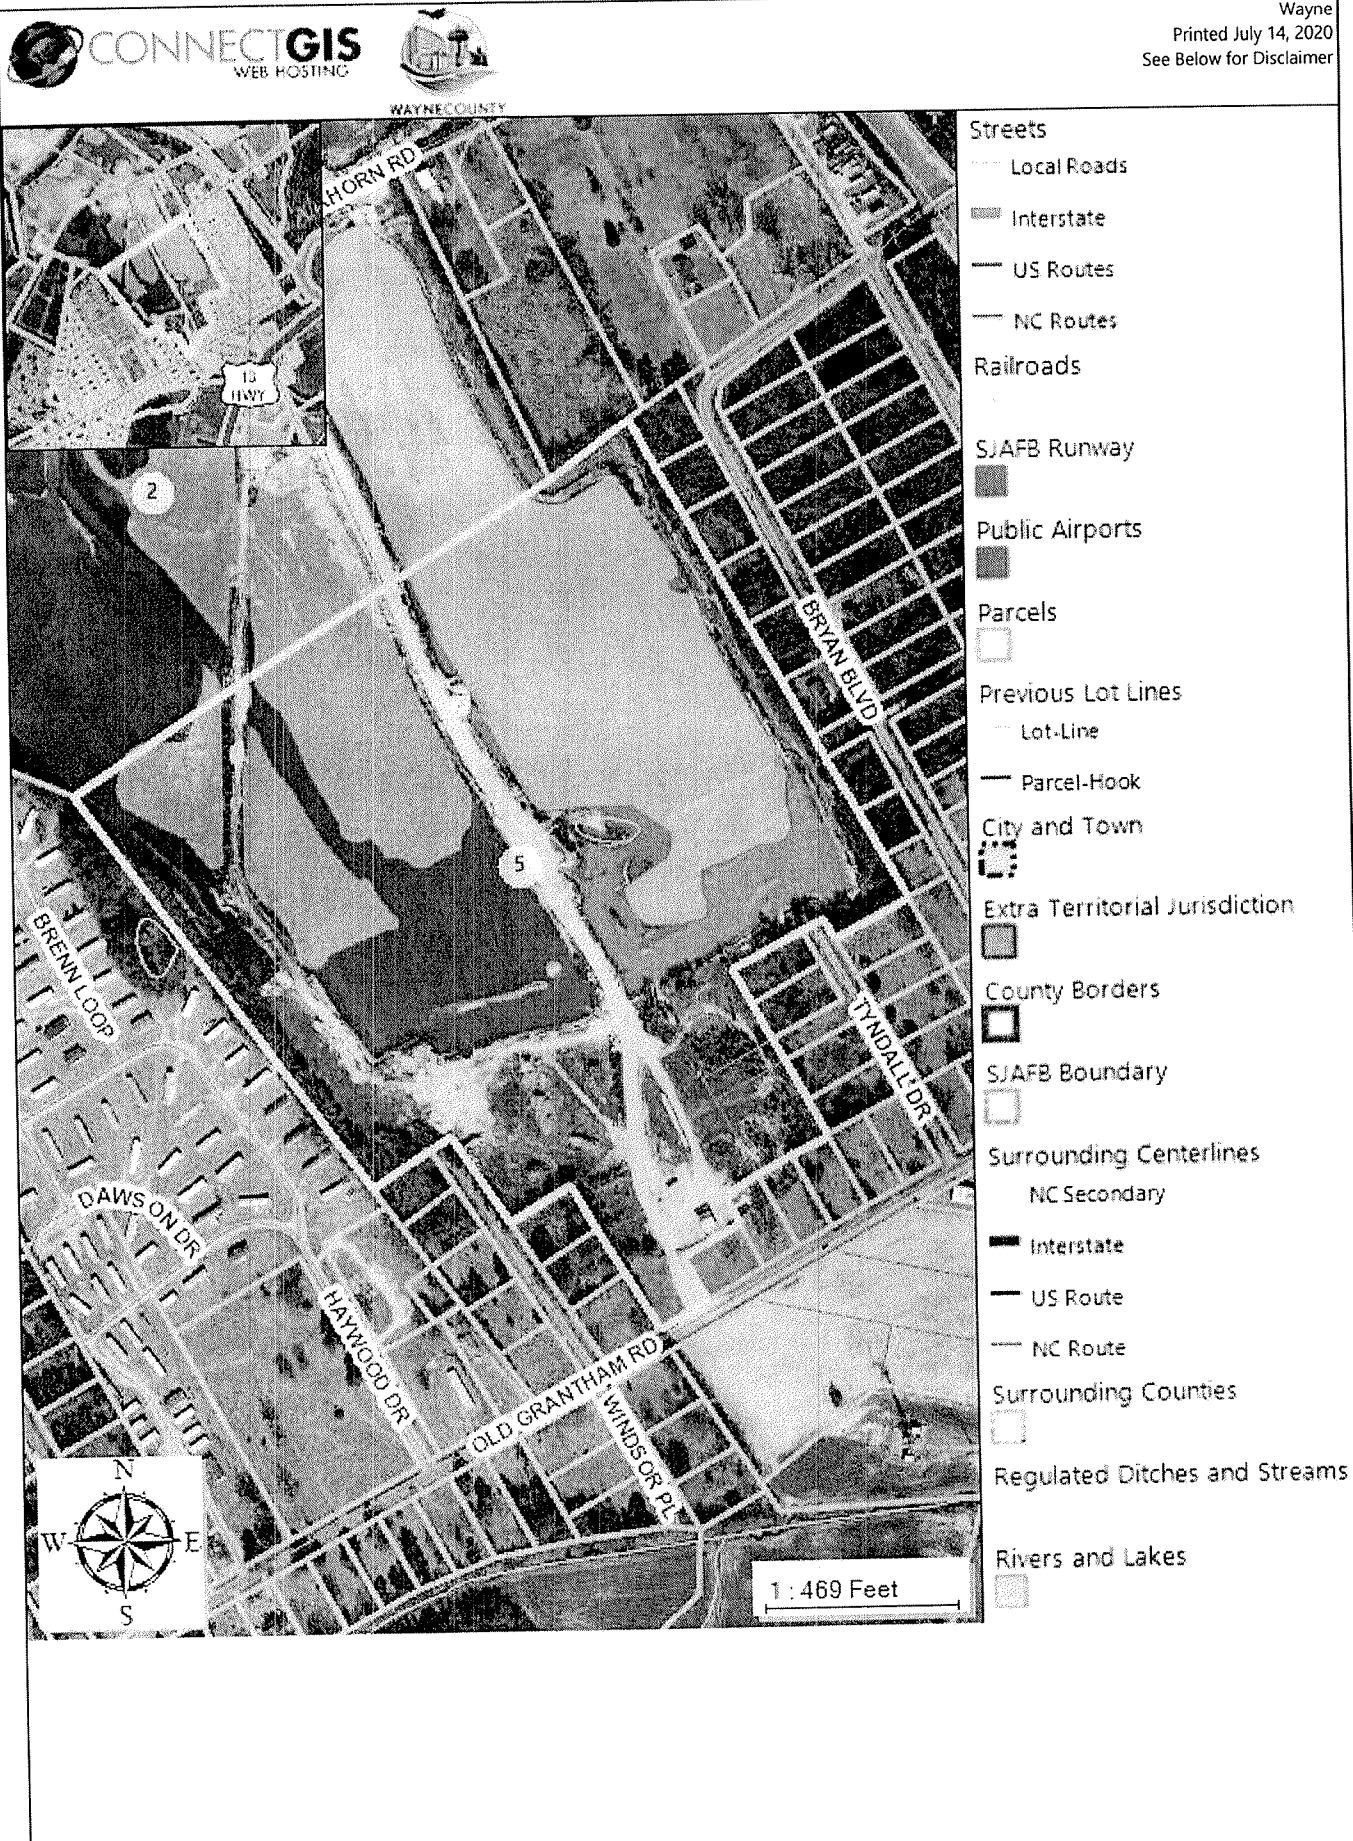 CONNECTGIS
WEB HOSTING
WAYNE COUNTY
Wayne
Printed July 14, 2020
See Below for Disclaimer
AHORN RD
13
HWY
2
5
BRYAN BLVD
BRENN LOOP
TYNDALL DR
DAWSON DR
HAYWOOD DR
OLD GRANTHAM RD
WINDSOR PL
N
W
E
S
1 : 469 Feet
Streets
Local Roads
Interstate
US Routes
NC Routes
Railroads
SJAFB Runway
Public Airports
Parcels
Previous Lot Lines
Lot-Line
Parcel-Hook
City and Town
Extra Territorial Jurisdiction
County Borders
SJAFB Boundary
Surrounding Centerlines
NC Secondary
Interstate
US Route
NC Route
Surrounding Counties
Regulated Ditches and Streams
Rivers and Lakes